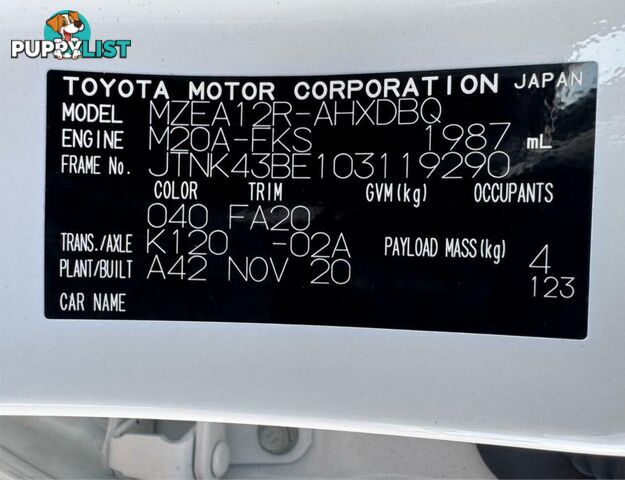 PUPPYLIST
TOYOTA MOTOR CORPORATION JAPAN
MODEL MZEA12R-AHXDBQ
ENGINE M20A-FKS 1987 mL
FRAME No. JTNK43BE103119290
COLOR TRIM GVM(kg) OCCUPANTS
040 FA20
TRANS./AXLE K120 -02A PAYLOAD MASS(kg) 4
PLANT/BUILT A42 NOV 20 123
CAR NAME